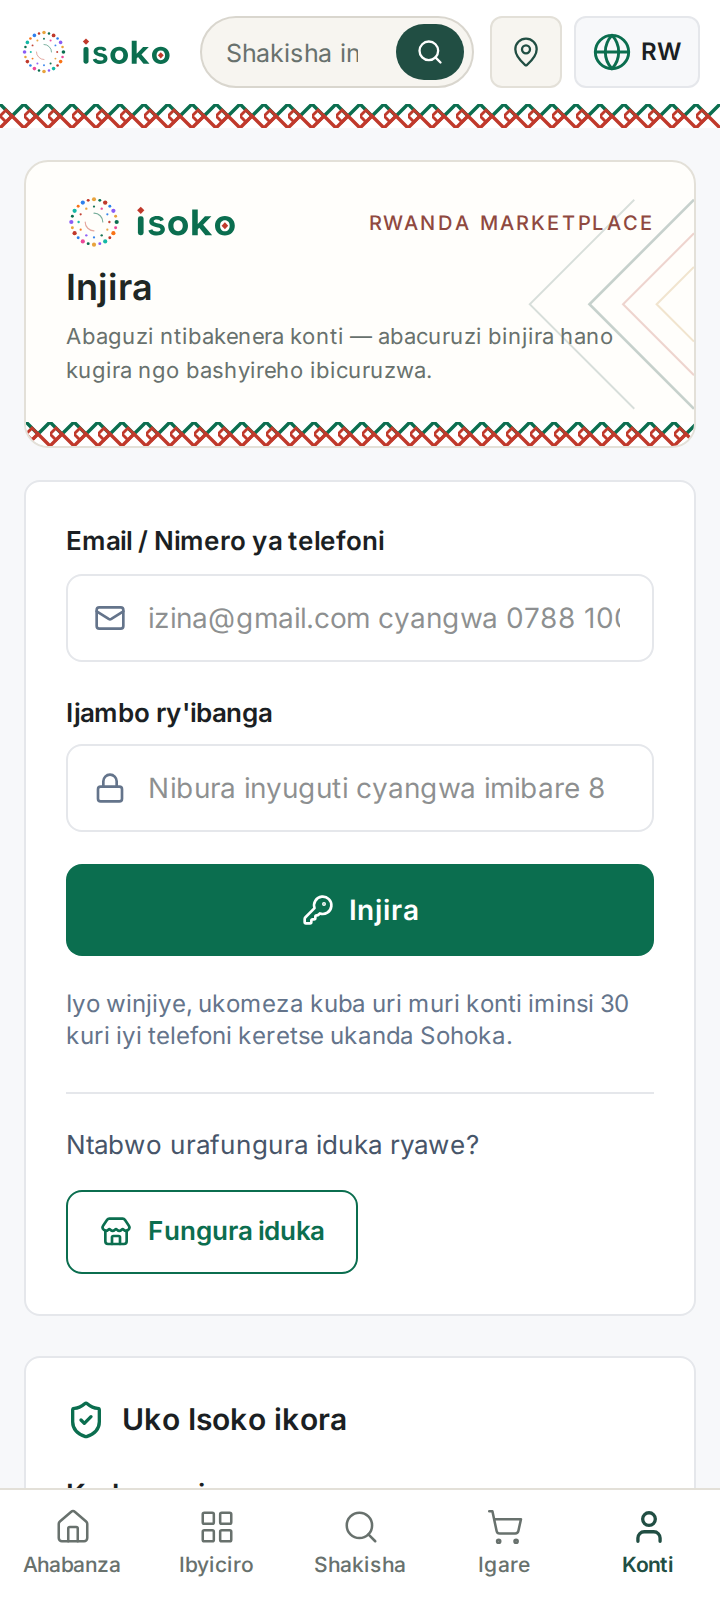 isoko
Shakisha in
RW
isoko
RWANDA MARKETPLACE
Injira
Abaguzi ntibakenera konti — abacuruzi binjira hano
kugira ngo bashyireho ibicuruzwa.
Email / Nimero ya telefoni
izina@gmail.com cyangwa 0788 100
Ijambo ry'ibanga
Nibura inyuguti cyangwa imibare 8
Injira
Iyo winjiye, ukomeza kuba uri muri konti iminsi 30
kuri iyi telefoni keretse ukanda Sohoka.
Ntabwo urafungura iduka ryawe?
Fungura iduka
Uko Isoko ikora
Ahabanza
Ibyiciro
Shakisha
Igare
Konti